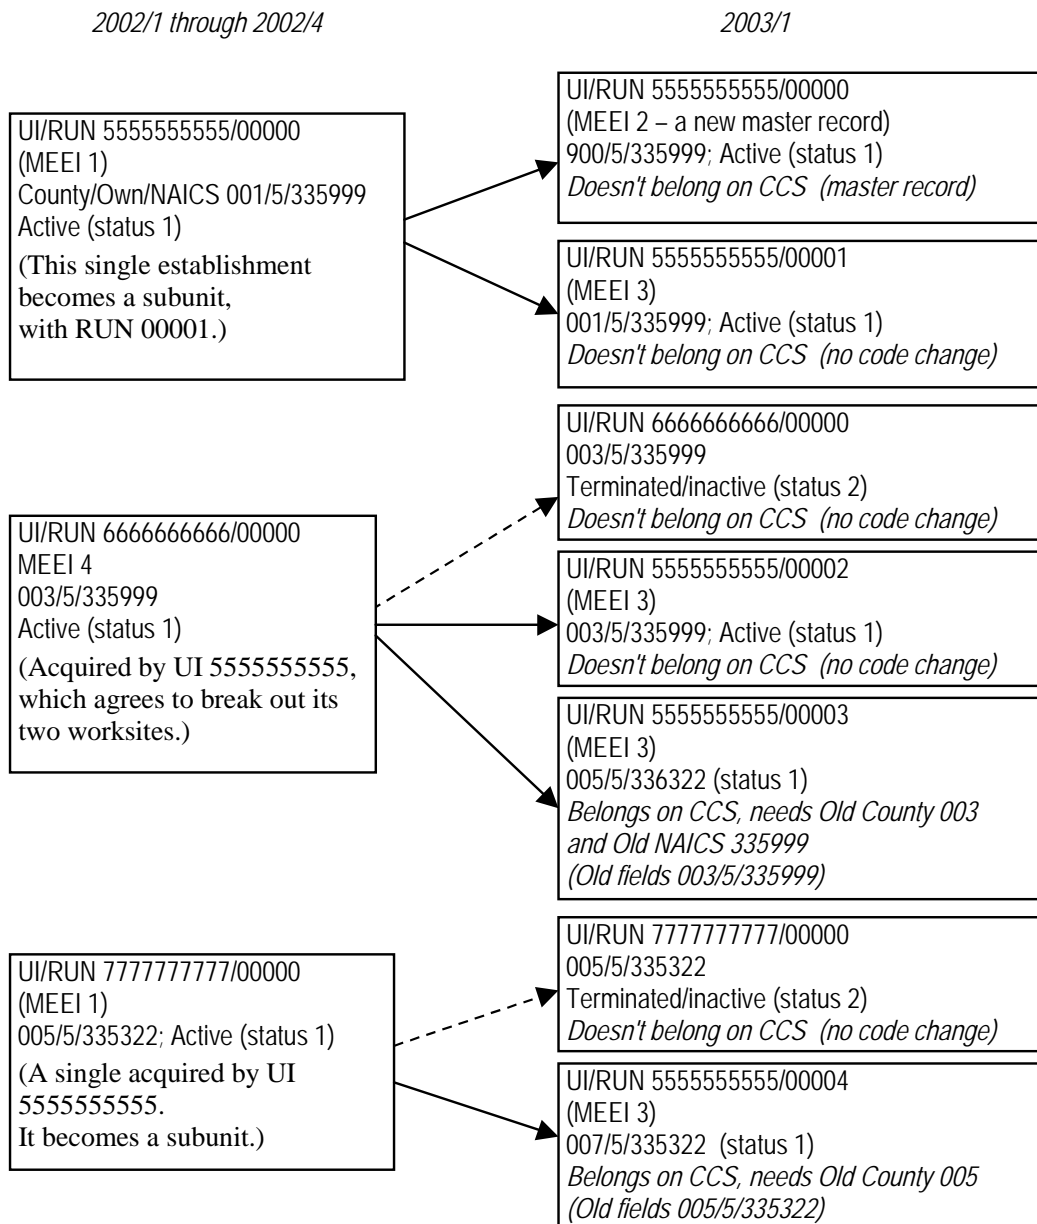 2002/1 through 2002/4
2003/1
UI/RUN 5555555555/00000
(MEEI 1)
County/Own/NAICS 001/5/335999
Active (status 1)
(This single establishment
becomes a subunit,
with RUN 00001.)
UI/RUN 5555555555/00000
(MEEI 2 – a new master record)
900/5/335999; Active (status 1)
Doesn't belong on CCS (master record)
UI/RUN 5555555555/00001
(MEEI 3)
001/5/335999; Active (status 1)
Doesn't belong on CCS (no code change)
UI/RUN 6666666666/00000
MEEI 4
003/5/335999
Active (status 1)
(Acquired by UI 5555555555,
which agrees to break out its
two worksites.)
UI/RUN 6666666666/00000
003/5/335999
Terminated/inactive (status 2)
Doesn't belong on CCS (no code change)
UI/RUN 5555555555/00002
(MEEI 3)
003/5/335999; Active (status 1)
Doesn't belong on CCS (no code change)
UI/RUN 5555555555/00003
(MEEI 3)
005/5/336322 (status 1)
Belongs on CCS, needs Old County 003
and Old NAICS 335999
(Old fields 003/5/335999)
UI/RUN 7777777777/00000
(MEEI 1)
005/5/335322; Active (status 1)
(A single acquired by UI
5555555555.
It becomes a subunit.)
UI/RUN 7777777777/00000
005/5/335322
Terminated/inactive (status 2)
Doesn't belong on CCS (no code change)
UI/RUN 5555555555/00004
(MEEI 3)
007/5/335322 (status 1)
Belongs on CCS, needs Old County 005
(Old fields 005/5/335322)